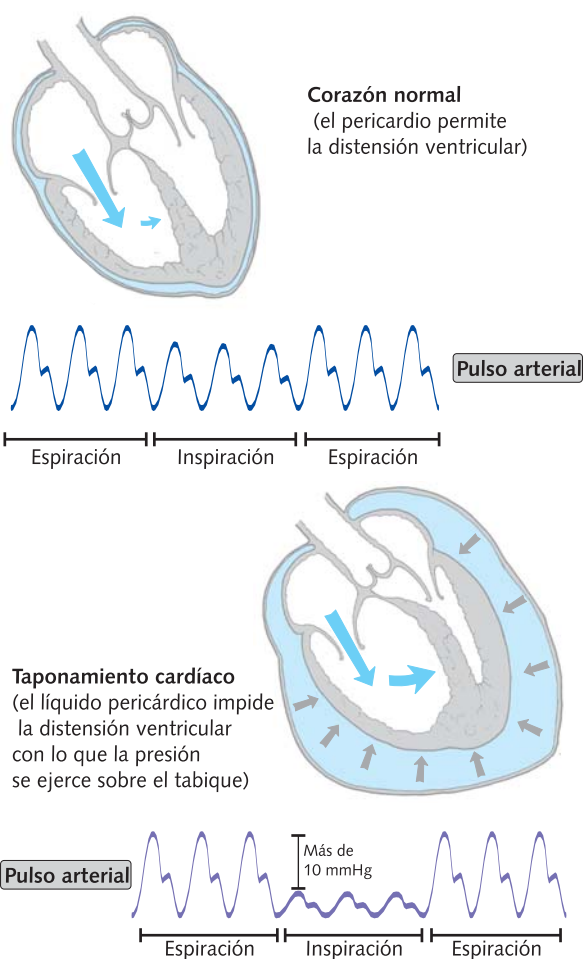 Corazón normal
(el pericardio permite
la distensión ventricular)
Pulso arterial
Espiración
Inspiración
Espiración
Taponamiento cardíaco
(el líquido pericárdico impide
la distensión ventricular
con lo que la presión
se ejerce sobre el tabique)
Más de
10 mmHg
Pulso arterial
Espiración
Inspiración
Espiración